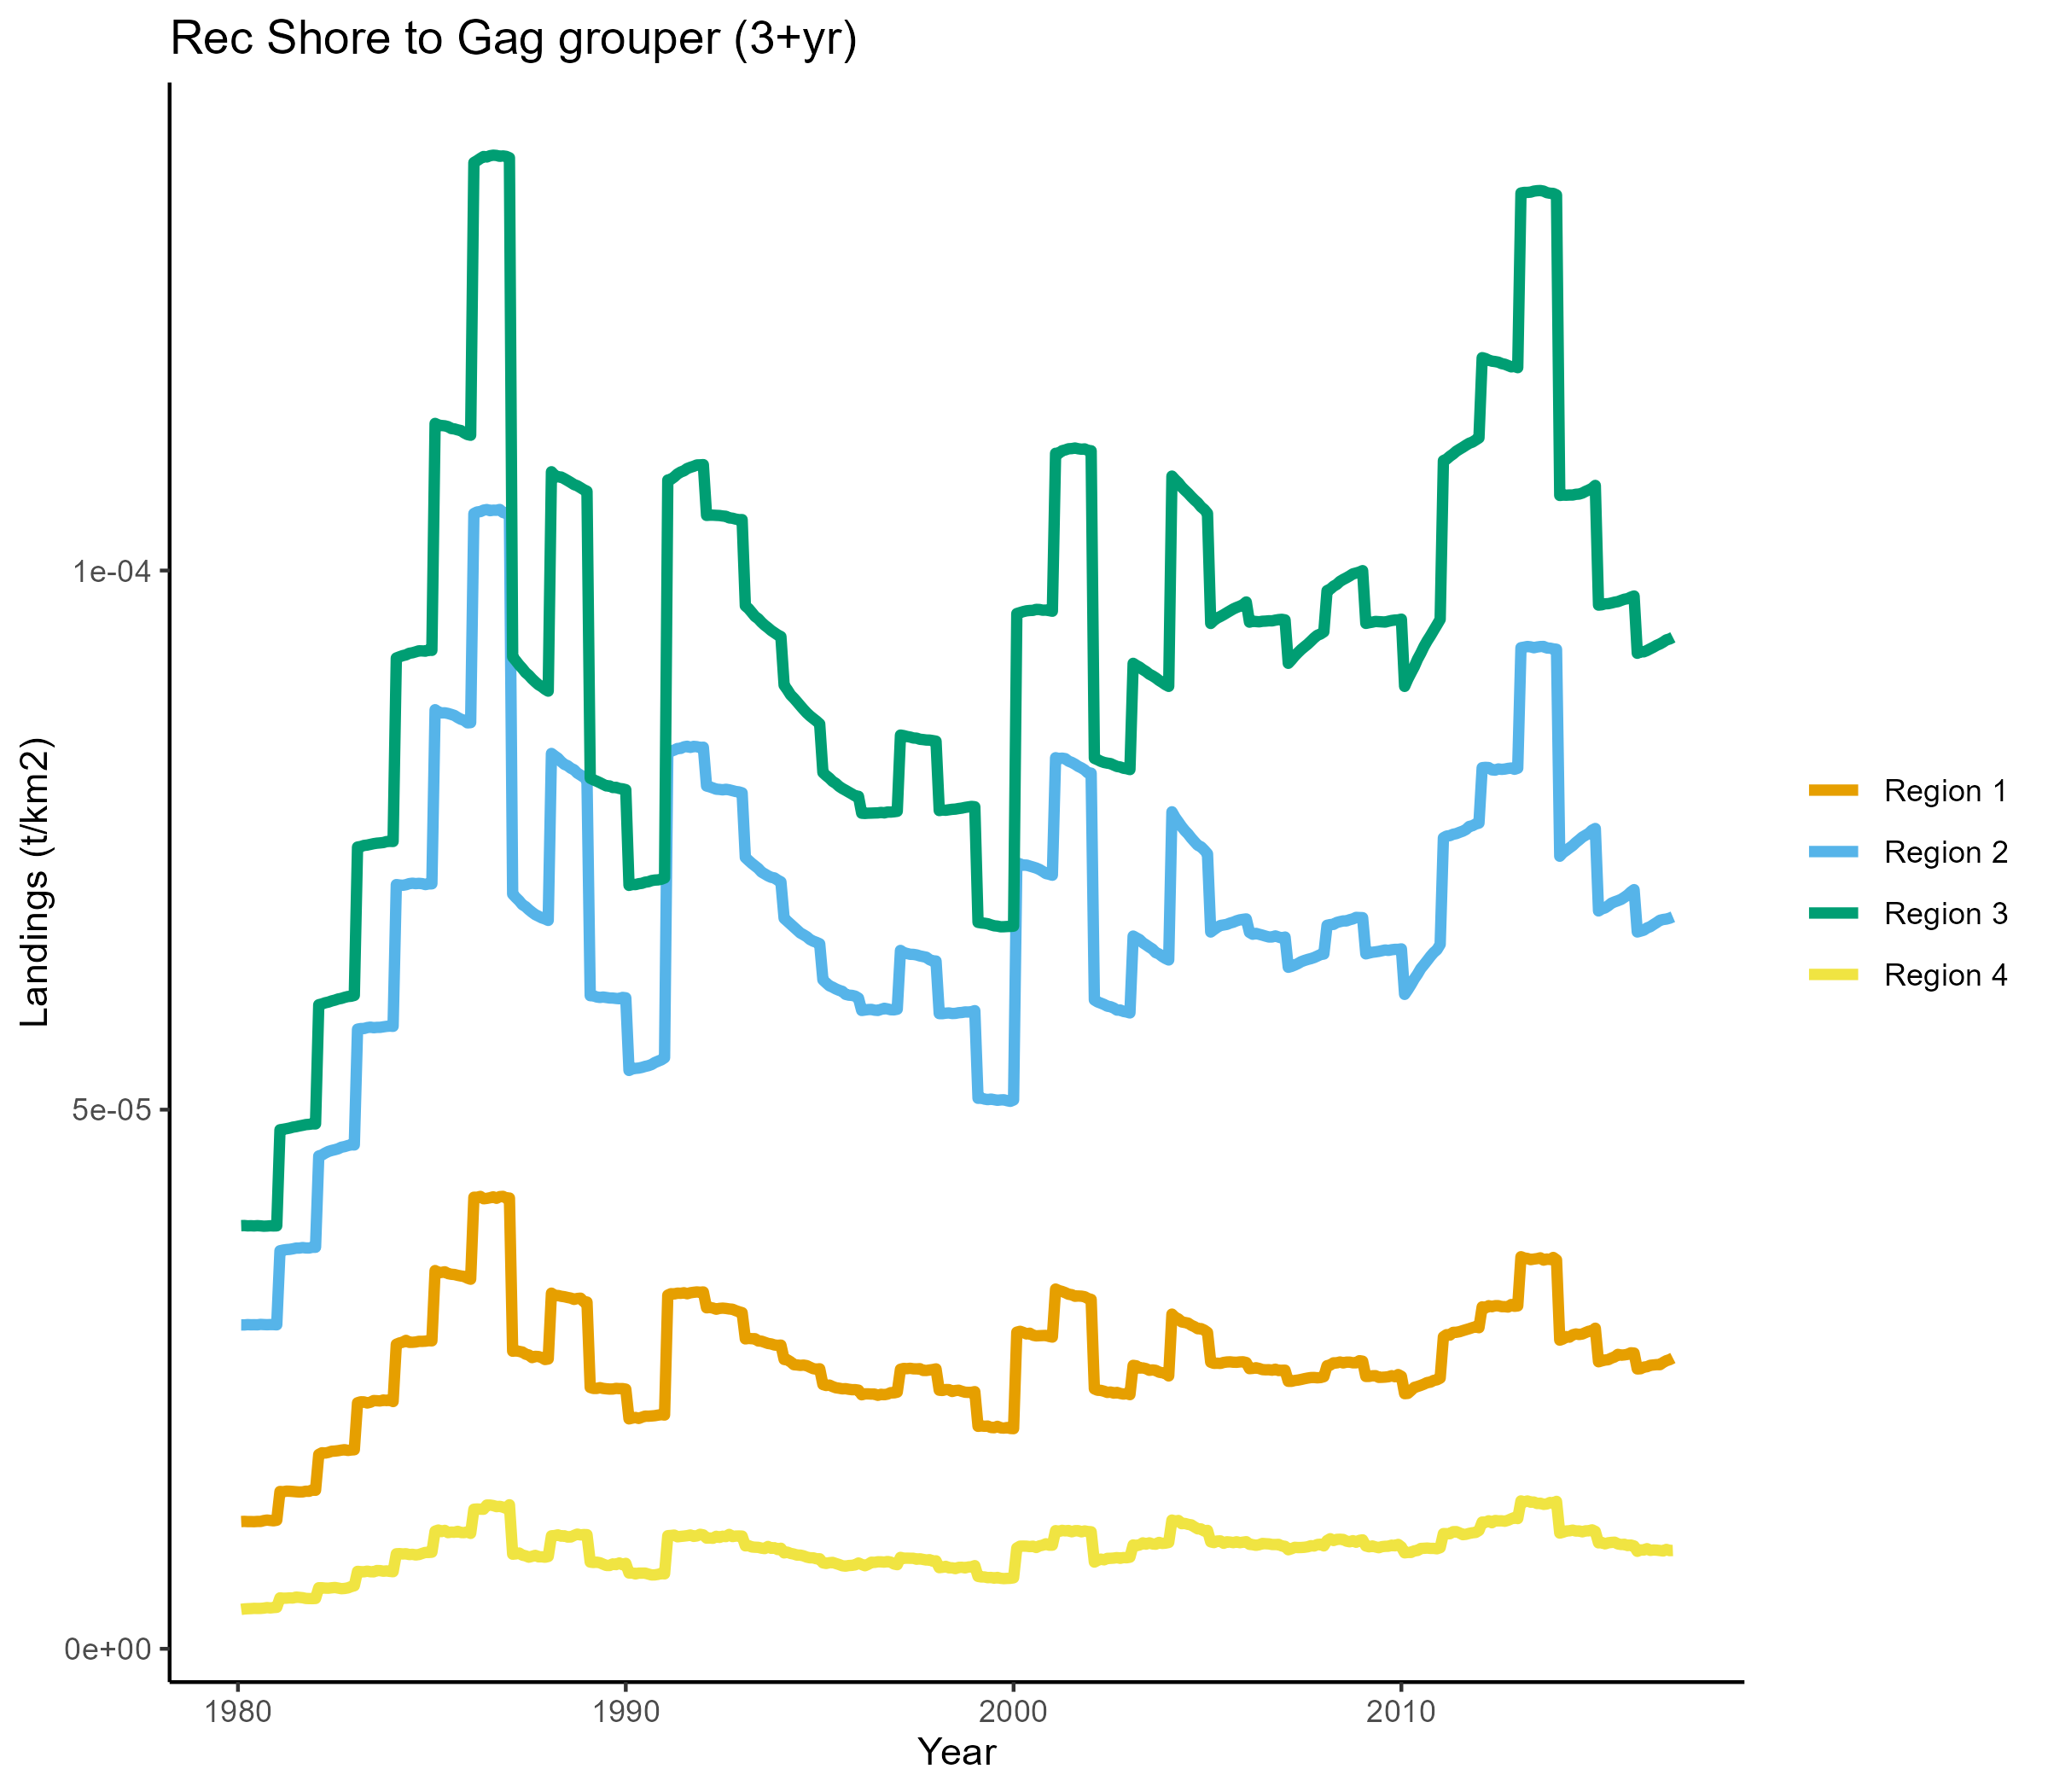 Rec Shore to Gag grouper (3+yr)
Landings (t/km2)
1e-04
5e-05
0e+00
1980
1990
2000
2010
Year
Region 1
Region 2
Region 3
Region 4